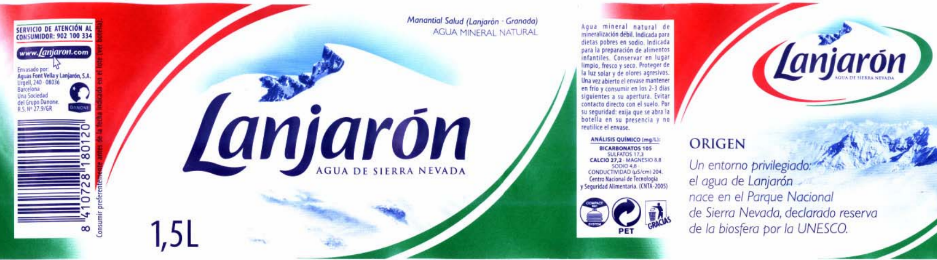 SERVICIO DE ATENCIÓN AL
CONSUMIDOR: 902 100 334
www.Lanjaron.com
Envasado por:
Aguas Font Vella y Lanjarón, S.A.
Urgell, 240 08036
Barcelona
Una Sociedad
del Grupo Danone.
R.S. Nº 27.9/GR
DANONE
8 410728 180120
Manantial Salud (Lanjarón - Granada)
AGUA MINERAL NATURAL
Lanjarón
AGUA DE SIERRA NEVADA
1,5L
Agua mineral natural de
mineralización débil. Indicada para
dietas pobres en sodio. Indicada
para la preparación de alimentos
infantiles. Conservar en lugar
limpio, fresco y seco. Proteger de
la luz solar y de olores agresivos.
Una vez abierto el envase mantener
en frío y consumir en los 2-3 días
siguientes a su apertura. Evitar
contacto directo con el suelo. Por
su seguridad: exija que se abra la
botella en su presencia y no
reutilice el envase.
ANÁLISIS QUÍMICO (mg/L):
BICARBONATOS 105
SULFATOS 17,3
CALCIO 27,2 · MAGNESIO 8,8
SODIO 4,8 ·
CONDUCTIVIDAD (µS/cm) 204.
Centro Nacional de Tecnología
y Seguridad Alimentaria. (CNTA-2005)
PET
GRACIAS
Lanjarón
AGUA DE SIERRA NEVADA
ORIGEN
Un entorno privilegiado:
el agua de Lanjarón
nace en el Parque Nacional
de Sierra Nevada, declarado reserva
de la biosfera por la UNESCO.